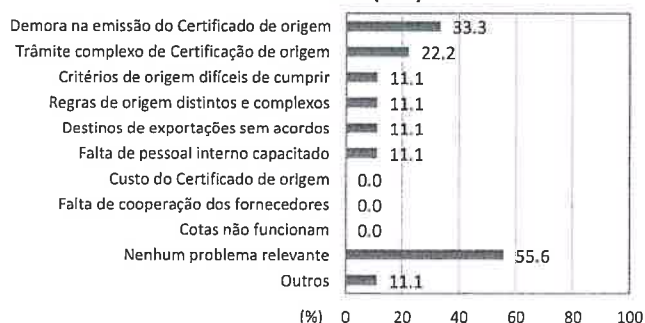 Demora na emissão do Certificado de origem 33.3
Trâmite complexo de Certificação de origem 22.2
Critérios de origem difíceis de cumprir 11.1
Regras de origem distintos e complexos 11.1
Destinos de exportações sem acordos 11.1
Falta de pessoal interno capacitado 11.1
Custo do Certificado de origem 0.0
Falta de cooperação dos fornecedores 0.0
Cotas não funcionam 0.0
Nenhum problema relevante 55.6
Outros 11.1
(%) 0 20 40 60 80 100